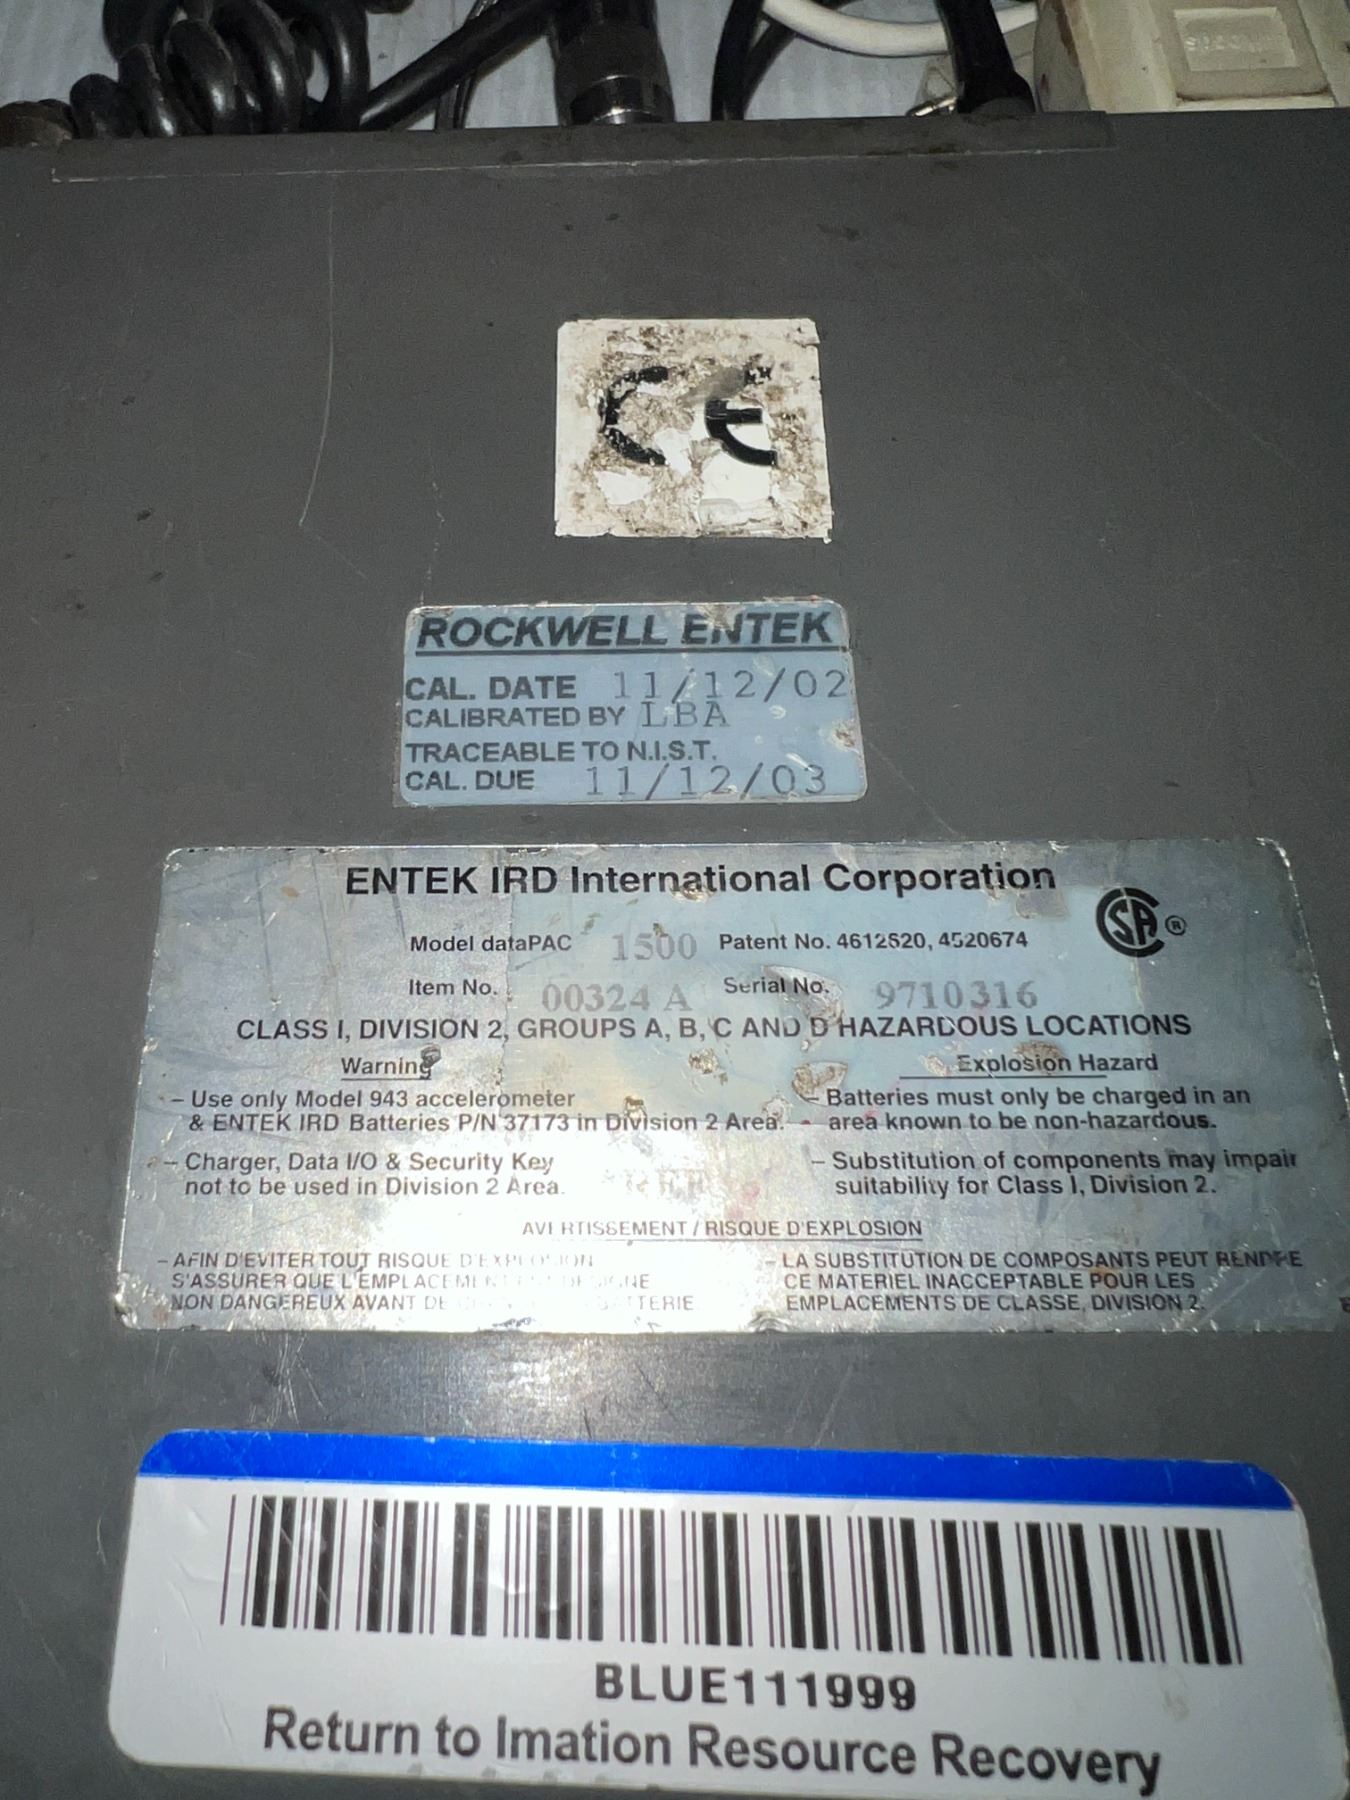 CE
ROCKWELL ENTEK
CAL. DATE 11/12/02
CALIBRATED BY LBA
TRACEABLE TO N.I.S.T.
CAL. DUE 11/12/03
ENTEK IRD International Corporation
Model dataPAC 1500 Patent No. 4612620, 4520674
SA ®
Item No. 00324 A Serial No. 9710316
CLASS I, DIVISION 2, GROUPS A, B, C AND D HAZARDOUS LOCATIONS
Warning
Explosion Hazard
– Use only Model 943 accelerometer
& ENTEK IRD Batteries P/N 37173 in Division 2 Area.
– Charger, Data I/O & Security Key
not to be used in Division 2 Area.
– Batteries must only be charged in an
area known to be non-hazardous.
– Substitution of components may impair
suitability for Class I, Division 2.
AVERTISSEMENT / RISQUE D'EXPLOSION
– AFIN D'EVITER TOUT RISQUE D'EXPLOSION
S'ASSURER QUE L'EMPLACEMENT
NON DANGEREUX AVANT DE
– LA SUBSTITUTION DE COMPOSANTS PEUT RENDRE
CE MATERIEL INACCEPTABLE POUR LES
EMPLACEMENTS DE CLASSE, DIVISION 2.
BLUE111999
Return to Imation Resource Recovery